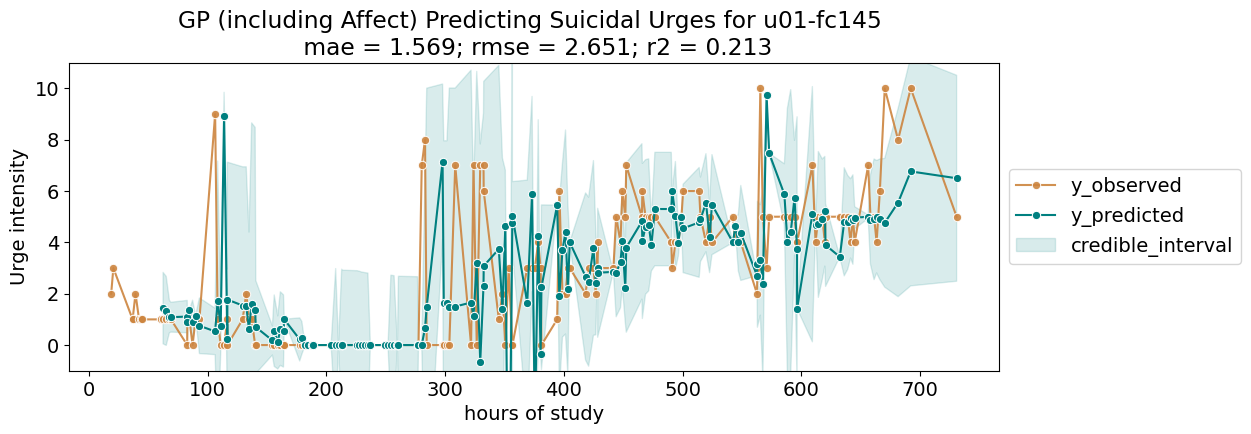 GP (including Affect) Predicting Suicidal Urges for u01-fc145
mae = 1.569; rmse = 2.651; r2 = 0.213
Urge intensity
10
8
6
4
2
0
0 100 200 300 400 500 600 700
hours of study
y_observed
y_predicted
credible_interval